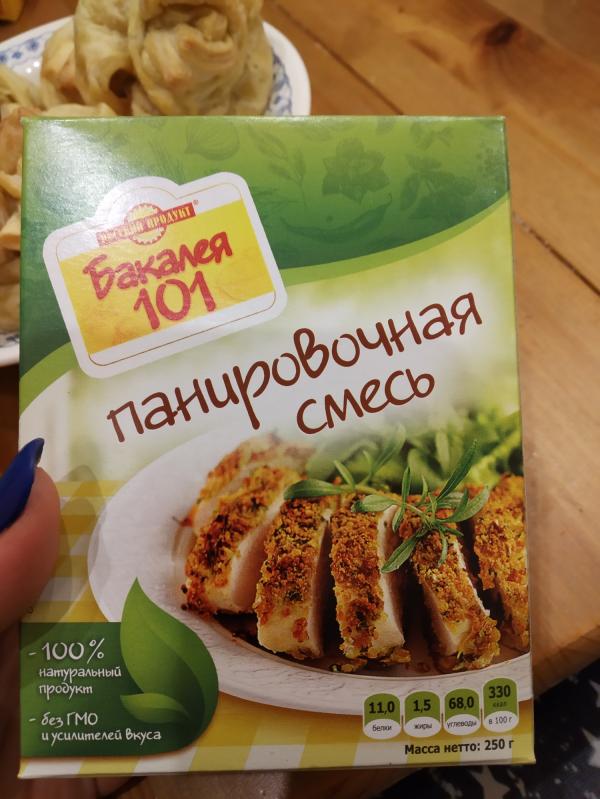 РУССКИЙ ПРОДУКТ®
Бакалея
101
панировочная
смесь
- 100%
натуральный
продукт
- без ГМО
и усилителей вкуса
11,0
белки
1,5
жиры
68,0
углеводы
330
ккал
в 100 г
Масса нетто: 250 г